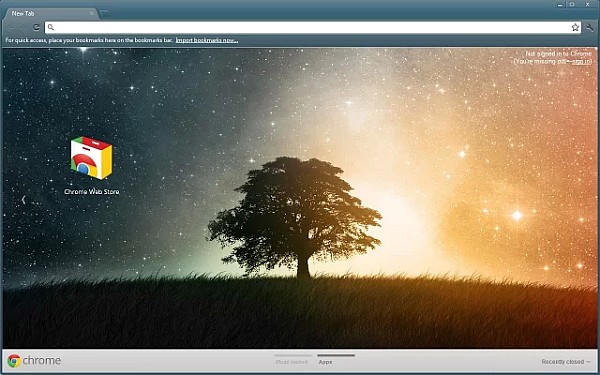 New Tab
For quick access, place your bookmarks here on the bookmarks bar. Import bookmarks now...
Not signed in to Chrome
(You're missing out—sign in)
Chrome Web Store
chrome
Most visited
Apps
Recently closed